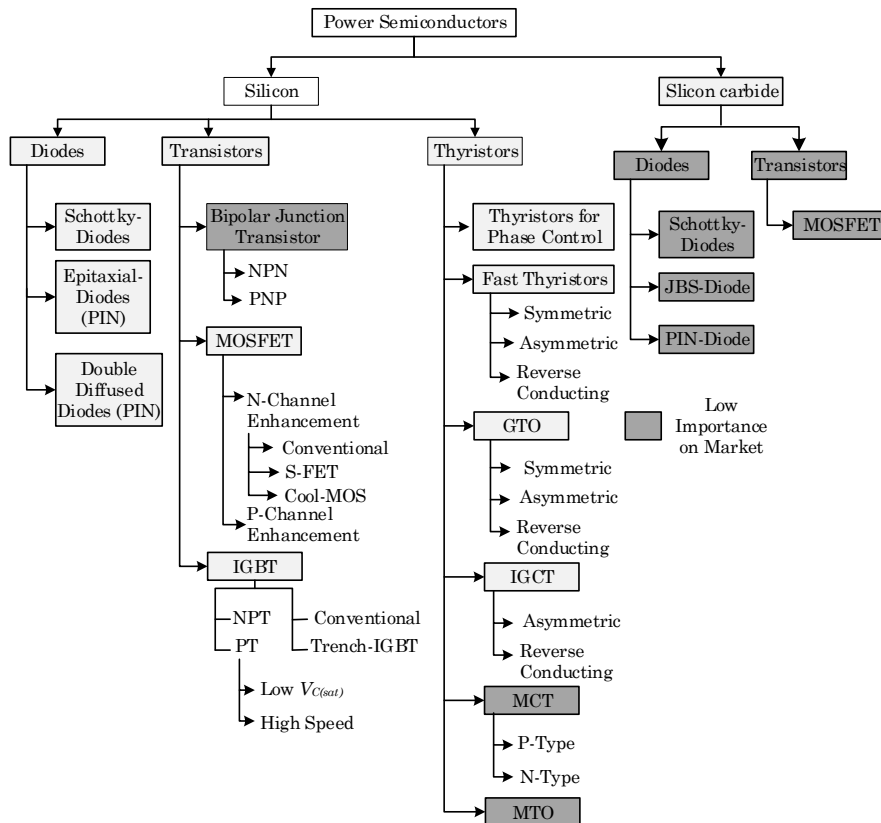 Power Semiconductors
Silicon
Slicon carbide
Diodes
Transistors
Thyristors
Diodes
Transistors
Schottky-
Diodes
Epitaxial-
Diodes
(PIN)
Double
Diffused
Diodes (PIN)
Bipolar Junction
Transistor
NPN
PNP
MOSFET
N-Channel
Enhancement
Conventional
S-FET
Cool-MOS
P-Channel
Enhancement
IGBT
NPT
PT
Conventional
Trench-IGBT
Low VC(sat)
High Speed
Thyristors for
Phase Control
Fast Thyristors
Symmetric
Asymmetric
Reverse
Conducting
GTO
Symmetric
Asymmetric
Reverse
Conducting
IGCT
Asymmetric
Reverse
Conducting
MCT
P-Type
N-Type
MTO
Schottky-
Diodes
JBS-Diode
PIN-Diode
MOSFET
Low
Importance
on Market